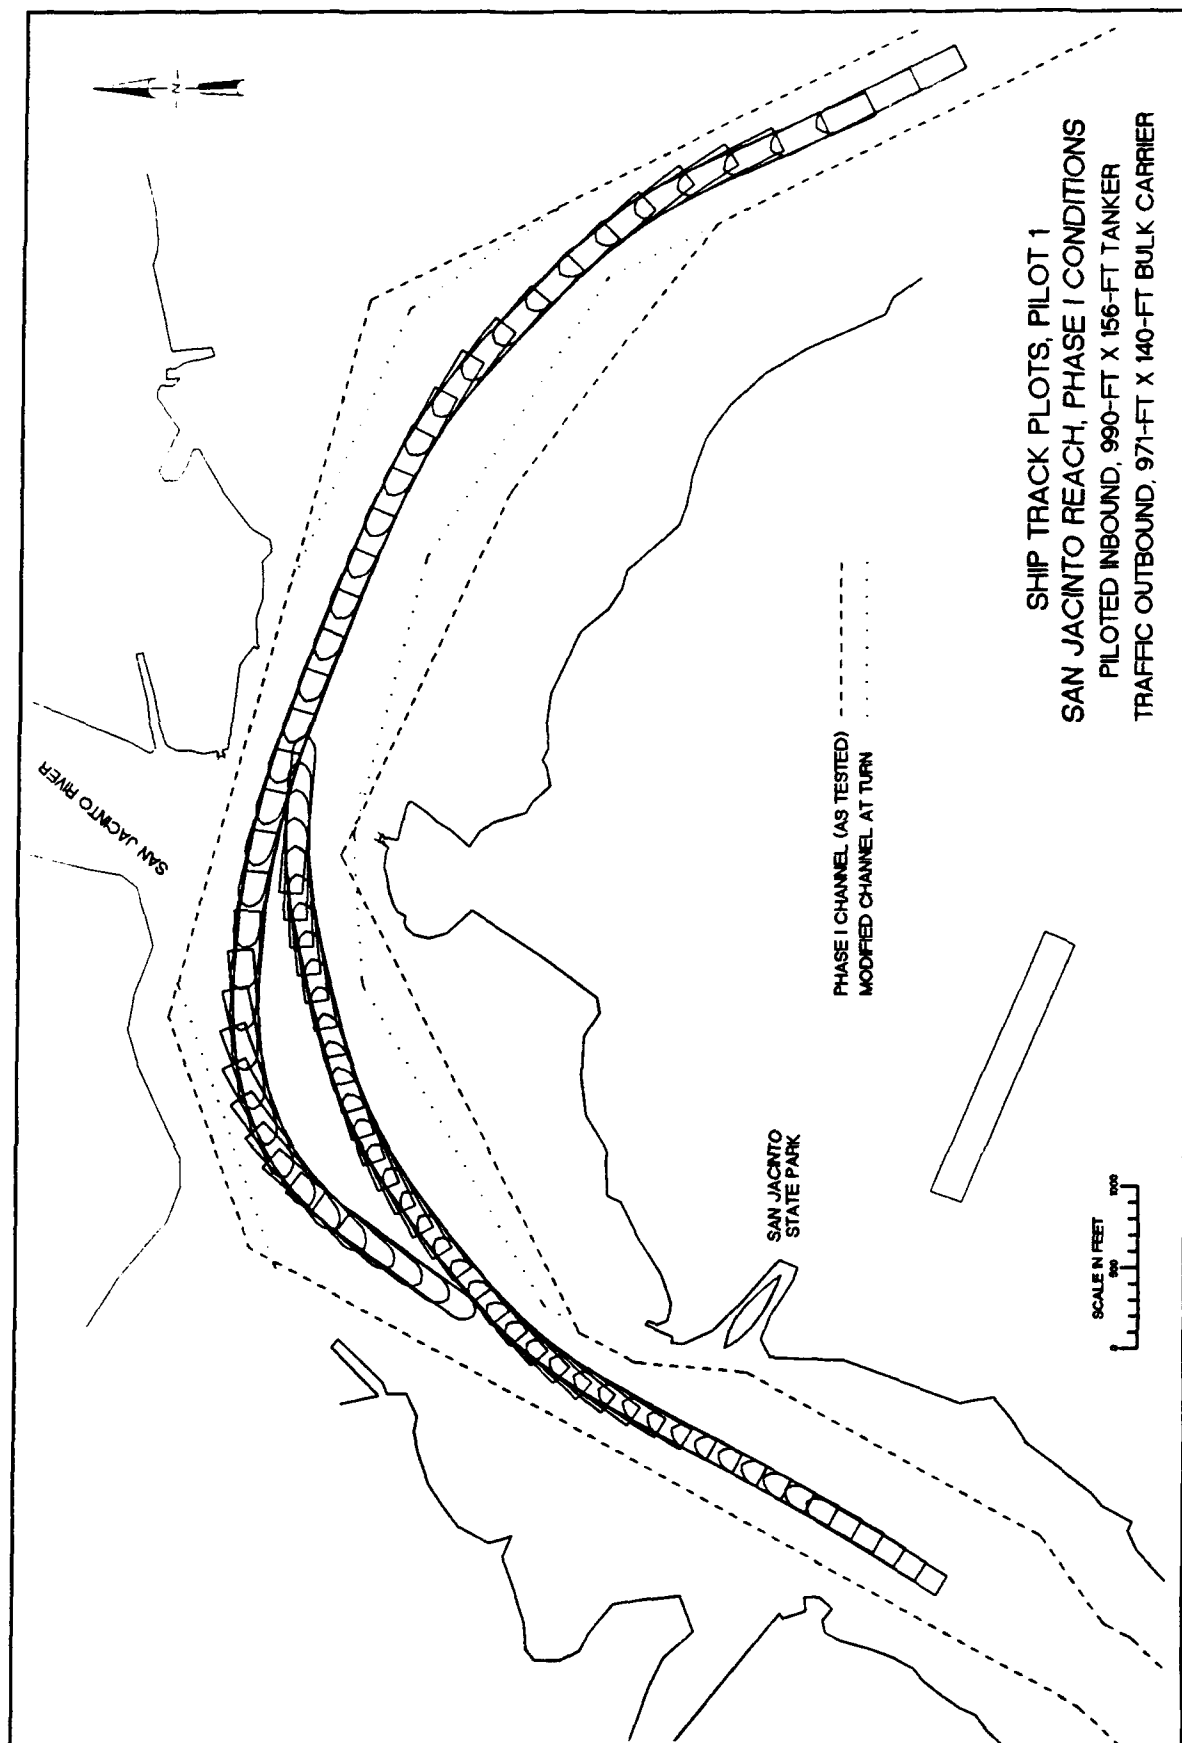 N
SAN JACINTO RIVER
SHIP TRACK PLOTS, PILOT 1
SAN JACINTO REACH, PHASE I CONDITIONS
PILOTED INBOUND, 990-FT X 156-FT TANKER
TRAFFIC OUTBOUND, 971-FT X 140-FT BULK CARRIER
PHASE I CHANNEL (AS TESTED)
MODIFIED CHANNEL AT TURN
SAN JACINTO
STATE PARK
SCALE IN FEET
0 500 1000